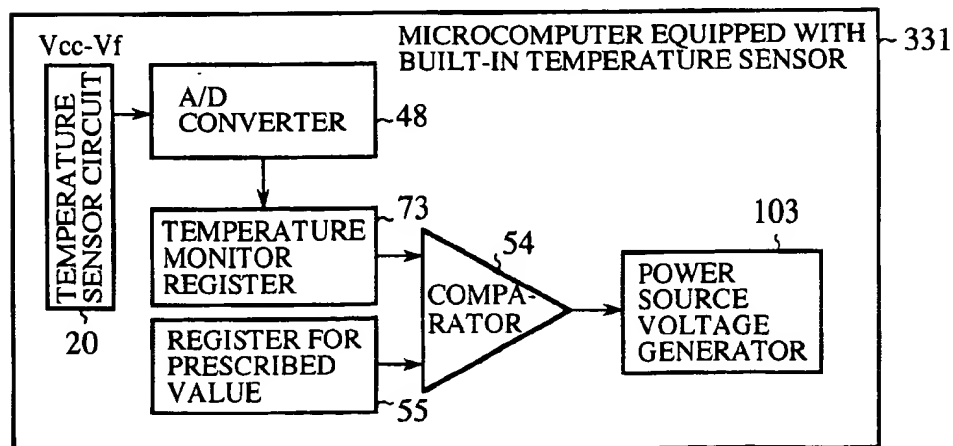 MICROCOMPUTER EQUIPPED WITH
BUILT-IN TEMPERATURE SENSOR
331
Vcc-Vf
TEMPERATURE
SENSOR CIRCUIT
20
A/D
CONVERTER
48
73
TEMPERATURE
MONITOR
REGISTER
54
COMPA-
RATOR
103
POWER
SOURCE
VOLTAGE
GENERATOR
REGISTER FOR
PRESCRIBED
VALUE
55